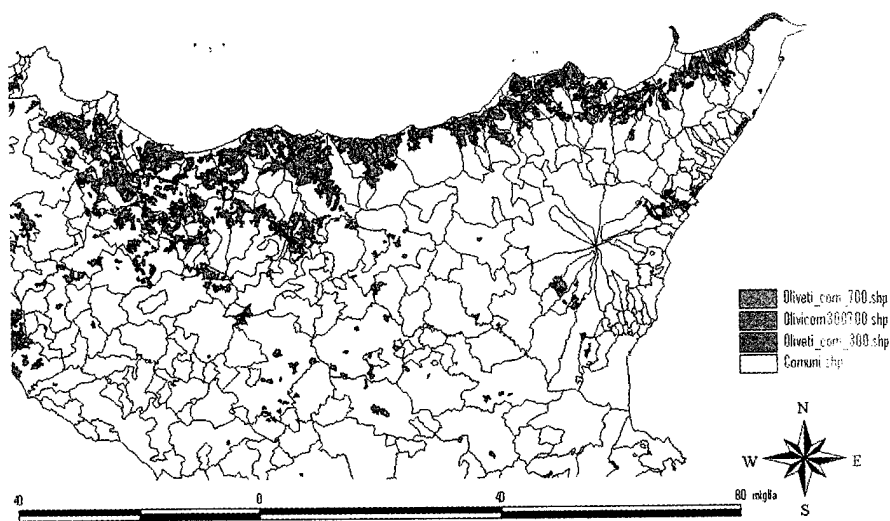 Oliveti_com_700.shp
Olivicom300700.shp
Oliveti_com_300.shp
Comuni.shp
N
W E
S
40 0 40 80 miglia